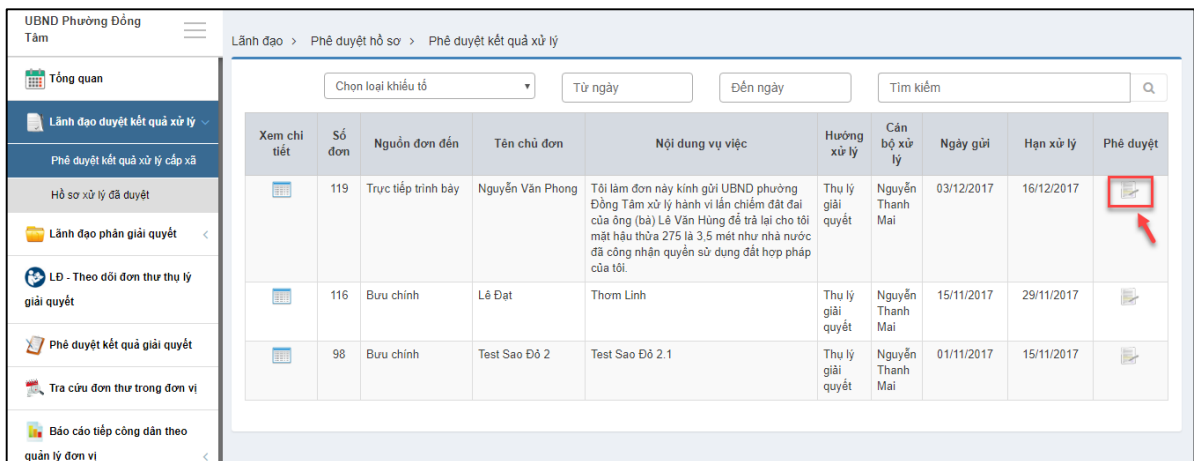 UBND Phường Đồng
Tâm
Lãnh đạo > Phê duyệt hồ sơ > Phê duyệt kết quả xử lý
Tổng quan
Lãnh đạo duyệt kết quả xử lý
Phê duyệt kết quả xử lý cấp xã
Hồ sơ xử lý đã duyệt
Lãnh đạo phân giải quyết
LĐ - Theo dõi đơn thư thụ lý
giải quyết
Phê duyệt kết quả giải quyết
Tra cứu đơn thư trong đơn vị
Báo cáo tiếp công dân theo
quản lý đơn vị
Chọn loại khiếu tố
Từ ngày
Đến ngày
Tìm kiếm
Xem chi
tiết
Số
đơn
Nguồn đơn đến
Tên chủ đơn
Nội dung vụ việc
Hướng
xử lý
Cán
bộ xử
lý
Ngày gửi
Hạn xử lý
Phê duyệt
119
Trực tiếp trình bày
Nguyễn Văn Phong
Tôi làm đơn này kính gửi UBND phường
Đồng Tâm xử lý hành vi lấn chiếm đât đai
của ông (bà) Lê Văn Hùng để trả lại cho tôi
mặt hậu thửa 275 là 3,5 mét như nhà nước
đã công nhận quyền sử dụng đất hợp pháp
của tôi.
Thụ lý
giải
quyết
Nguyễn
Thanh
Mai
03/12/2017
16/12/2017
116
Bưu chính
Lê Đạt
Thơm Linh
Thụ lý
giải
quyết
Nguyễn
Thanh
Mai
15/11/2017
29/11/2017
98
Bưu chính
Test Sao Đỏ 2
Test Sao Đỏ 2.1
Thụ lý
giải
quyết
Nguyễn
Thanh
Mai
01/11/2017
15/11/2017